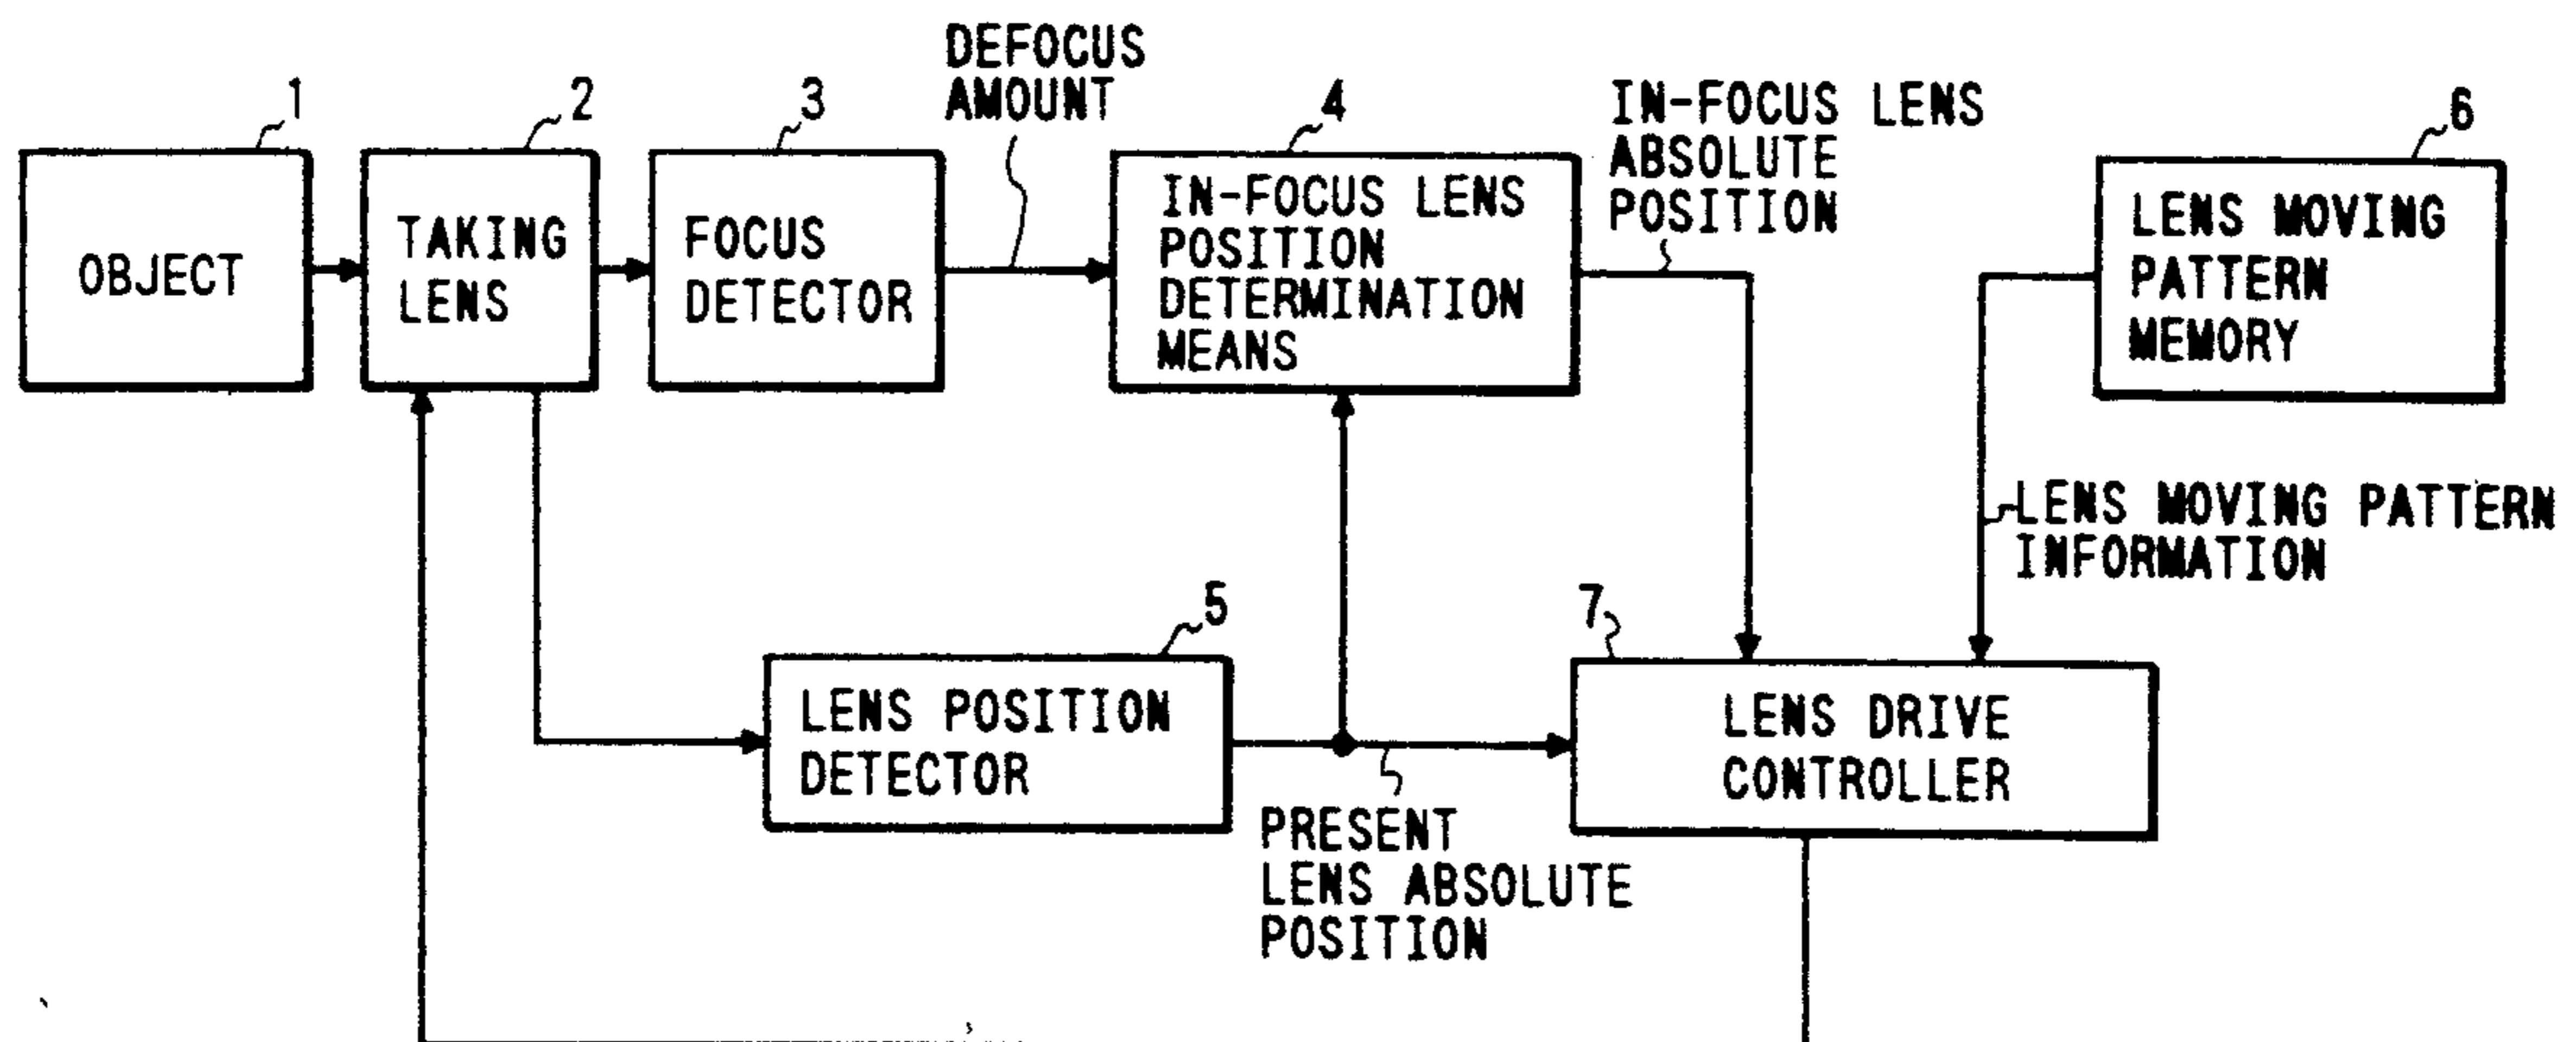 DEFOCUS
AMOUNT
1
2
3
4
IN-FOCUS LENS
ABSOLUTE
POSITION
6
OBJECT
TAKING
LENS
FOCUS
DETECTOR
IN-FOCUS LENS
POSITION
DETERMINATION
MEANS
LENS MOVING
PATTERN
MEMORY
LENS MOVING PATTERN
INFORMATION
5
7
LENS POSITION
DETECTOR
LENS DRIVE
CONTROLLER
PRESENT
LENS ABSOLUTE
POSITION